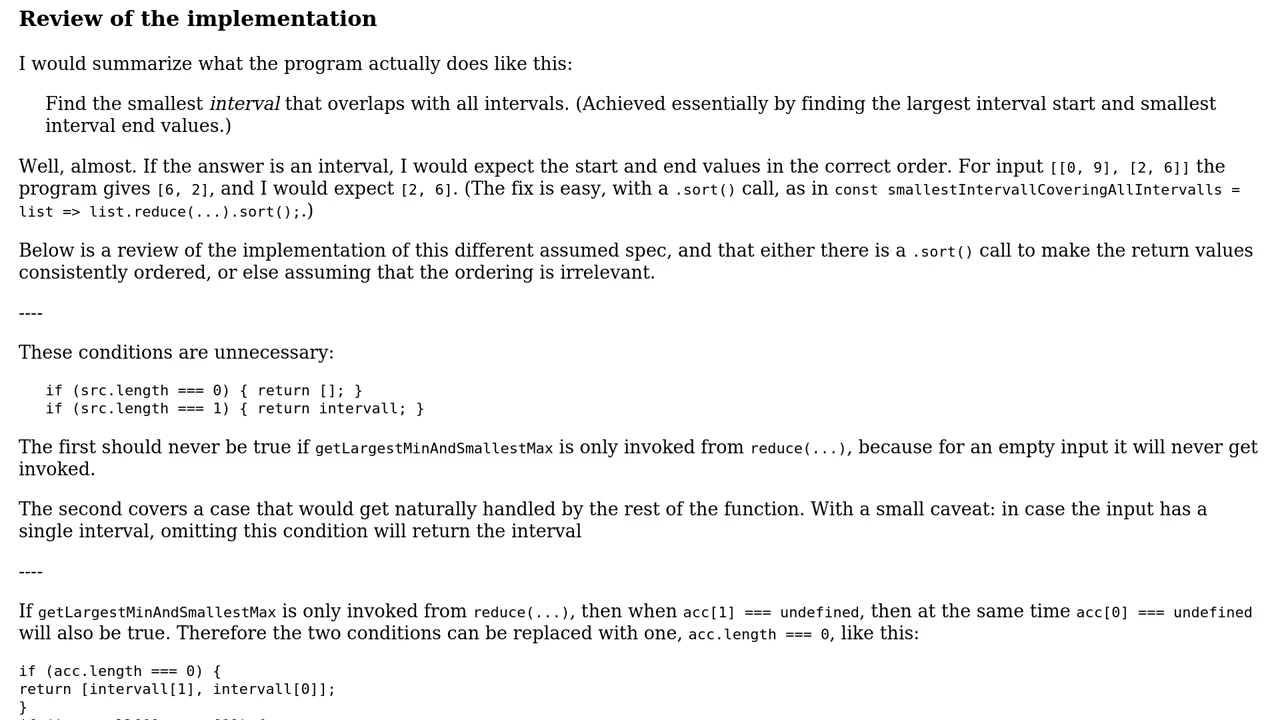 Review of the implementation
I would summarize what the program actually does like this:
Find the smallest interval that overlaps with all intervals. (Achieved essentially by finding the largest interval start and smallest
interval end values.)
Well, almost. If the answer is an interval, I would expect the start and end values in the correct order. For input [[0, 9], [2, 6]] the
program gives [6, 2], and I would expect [2, 6]. (The fix is easy, with a .sort() call, as in const smallestIntervallCoveringAllIntervalls =
list => list.reduce(...).sort();.)
Below is a review of the implementation of this different assumed spec, and that either there is a .sort() call to make the return values
consistently ordered, or else assuming that the ordering is irrelevant.
----
These conditions are unnecessary:
if (src.length === 0) { return []; }
if (src.length === 1) { return intervall; }
The first should never be true if getLargestMinAndSmallestMax is only invoked from reduce(...), because for an empty input it will never get
invoked.
The second covers a case that would get naturally handled by the rest of the function. With a small caveat: in case the input has a
single interval, omitting this condition will return the interval
----
If getLargestMinAndSmallestMax is only invoked from reduce(...), then when acc[1] === undefined, then at the same time acc[0] === undefined
will also be true. Therefore the two conditions can be replaced with one, acc.length === 0, like this:
if (acc.length === 0) {
return [intervall[1], intervall[0]];
}